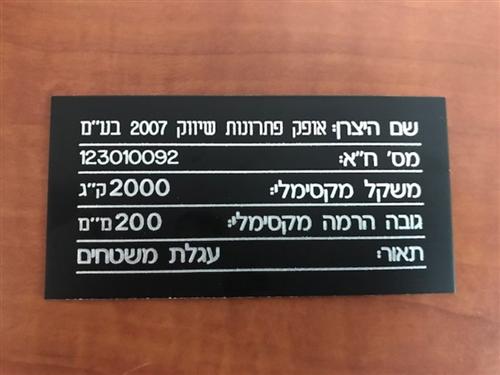 שם היצרן: אופק פתרונות שיווק 2007 בע"מ
מס' ח"א: 123010092
משקל מקסימלי: 2000 ק"ג
גובה הרמה מקסימלי: 200 מ"מ
תאור: עגלת משטחים